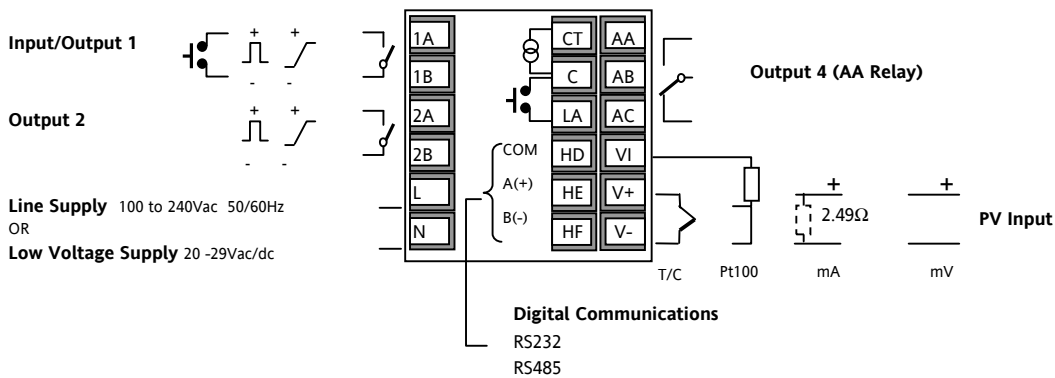 Input/Output 1
+ +
- -
Output 2
+ +
- -
Line Supply 100 to 240Vac 50/60Hz
OR
Low Voltage Supply 20 -29Vac/dc
1A
1B
2A
2B
L
N
COM
A(+)
B(-)
CT AA
C AB
LA AC
HD VI
HE V+
HF V-
Output 4 (AA Relay)
+ +
2.49Ω
PV Input
T/C Pt100 mA mV
Digital Communications
RS232
RS485